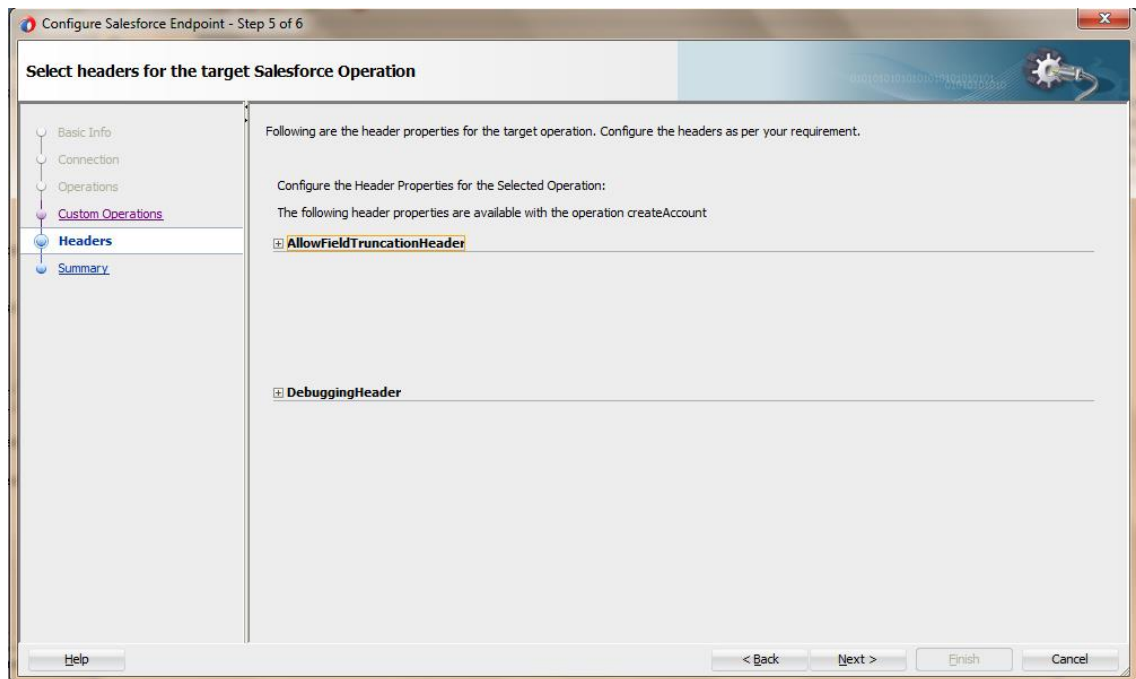 Configure Salesforce Endpoint - Step 5 of 6
Select headers for the target Salesforce Operation
Basic Info
Connection
Operations
Custom Operations
Headers
Summary
Following are the header properties for the target operation. Configure the headers as per your requirement.
Configure the Header Properties for the Selected Operation:
The following header properties are available with the operation createAccount
AllowFieldTruncationHeader
DebuggingHeader
Help
< Back
Next >
Finish
Cancel